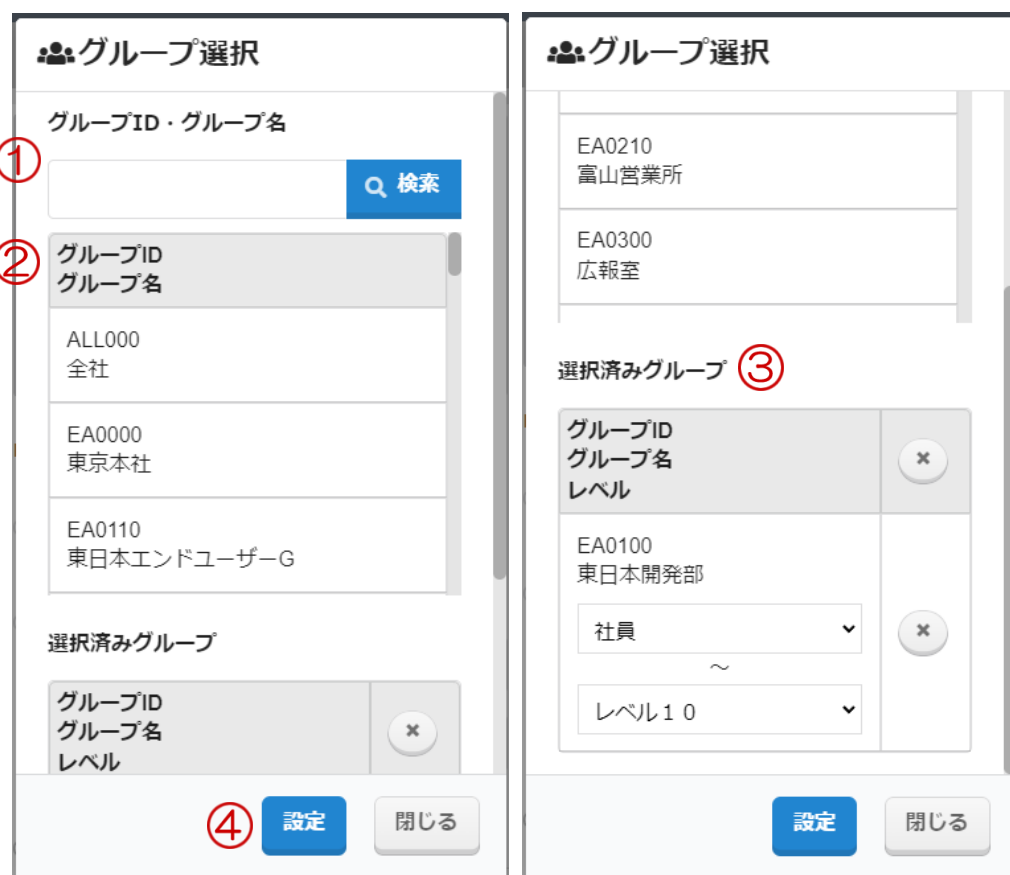 グループ選択
グループID・グループ名
①
検索
②
グループID
グループ名
ALL000
全社
EA0000
東京本社
EA0110
東日本エンドユーザーG
選択済みグループ
グループID
グループ名
レベル
④
設定
閉じる
グループ選択
EA0210
富山営業所
EA0300
広報室
選択済みグループ ③
グループID
グループ名
レベル
EA0100
東日本開発部
社員
～
レベル１０
設定
閉じる